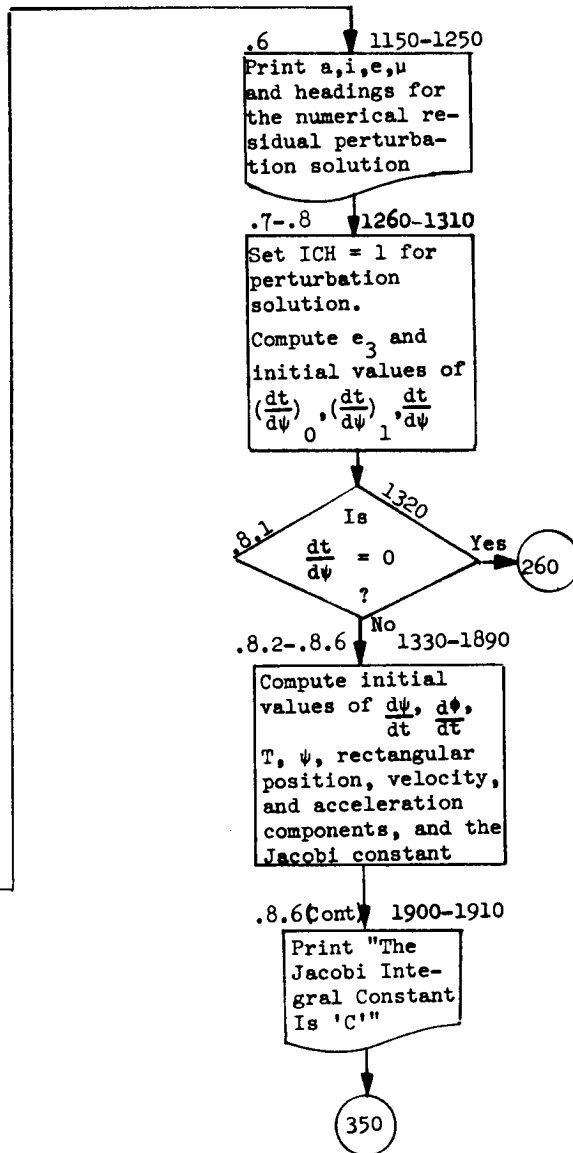 .6 1150-1250
Print a,i,e,μ
and headings for
the numerical re-
sidual perturba-
tion solution
.7-.8 1260-1310
Set ICH = 1 for
perturbation
solution.
Compute e_3 and
initial values of
(dt/dψ)_0, (dt/dψ)_1, dt/dψ
.8.1 1320
Is
dt/dψ = 0
?
Yes
260
No
.8.2-.8.6 1330-1890
Compute initial
values of dψ/dt, dΦ/dt,
T, ψ, rectangular
position, velocity,
and acceleration
components, and the
Jacobi constant
.8.6(Cont) 1900-1910
Print "The
Jacobi Inte-
gral Constant
Is 'C'"
350